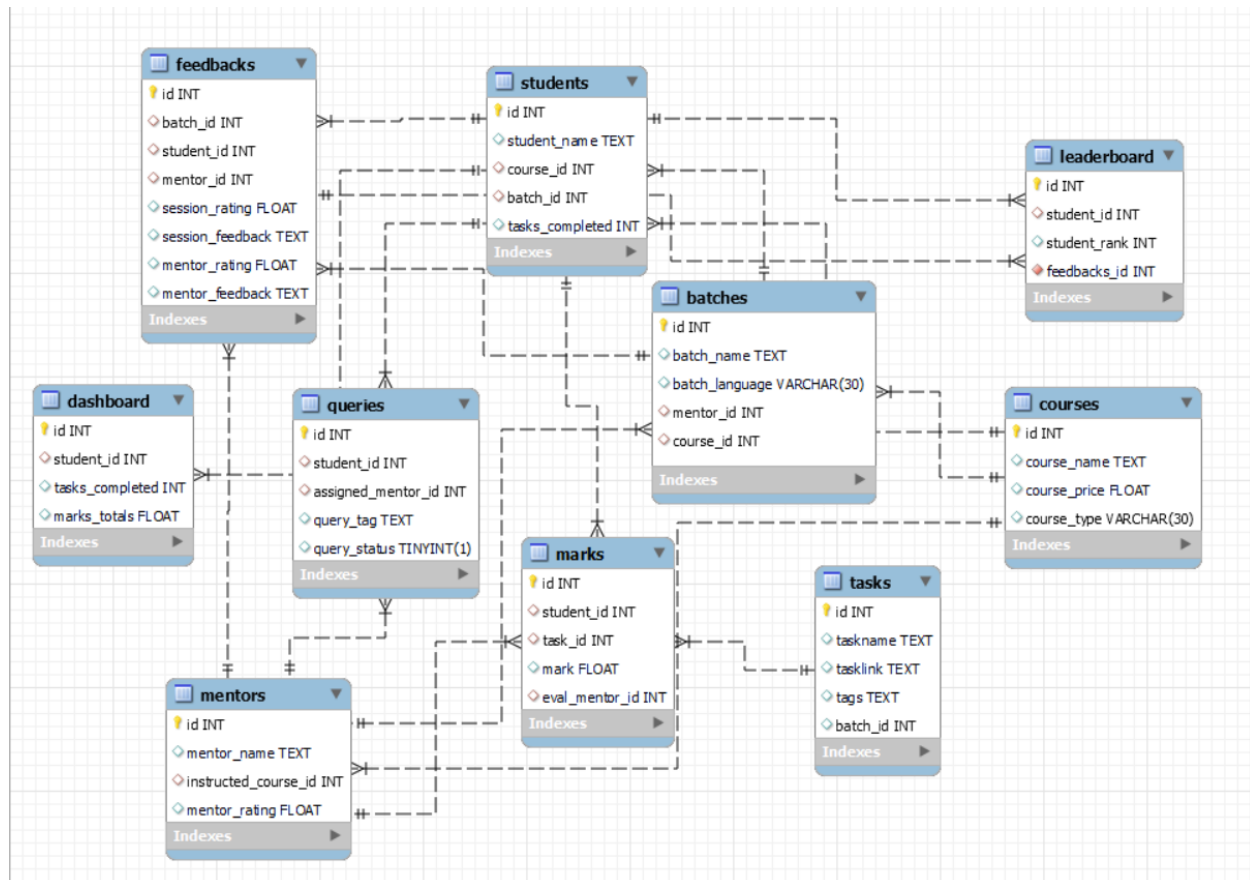 feedbacks
id INT
batch_id INT
student_id INT
mentor_id INT
session_rating FLOAT
session_feedback TEXT
mentor_rating FLOAT
mentor_feedback TEXT
Indexes
students
id INT
student_name TEXT
course_id INT
batch_id INT
tasks_completed INT
Indexes
leaderboard
id INT
student_id INT
student_rank INT
feedbacks_id INT
Indexes
batches
id INT
batch_name TEXT
batch_language VARCHAR(30)
mentor_id INT
course_id INT
Indexes
dashboard
id INT
student_id INT
tasks_completed INT
marks_totals FLOAT
Indexes
queries
id INT
student_id INT
assigned_mentor_id INT
query_tag TEXT
query_status TINYINT(1)
Indexes
courses
id INT
course_name TEXT
course_price FLOAT
course_type VARCHAR(30)
Indexes
marks
id INT
student_id INT
task_id INT
mark FLOAT
eval_mentor_id INT
Indexes
tasks
id INT
taskname TEXT
tasklink TEXT
tags TEXT
batch_id INT
Indexes
mentors
id INT
mentor_name TEXT
instructed_course_id INT
mentor_rating FLOAT
Indexes